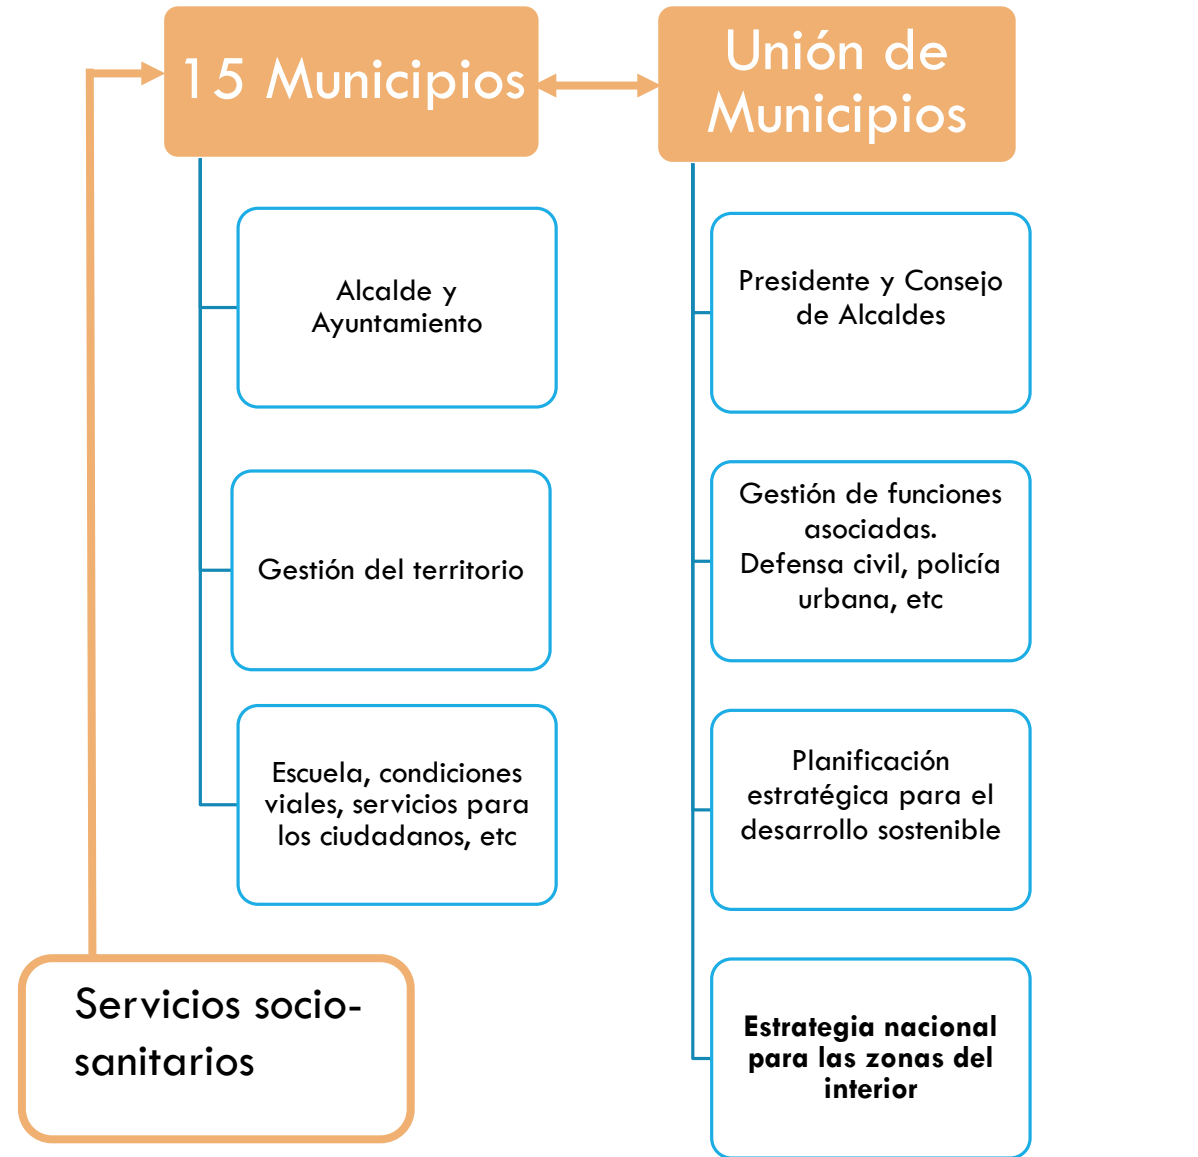 15 Municipios
Unión de
Municipios
Alcalde y
Ayuntamiento
Gestión del territorio
Escuela, condiciones
viales, servicios para
los ciudadanos, etc
Servicios socio-
sanitarios
Presidente y Consejo
de Alcaldes
Gestión de funciones
asociadas.
Defensa civil, policía
urbana, etc
Planificación
estratégica para el
desarrollo sostenible
Estrategia nacional
para las zonas del
interior